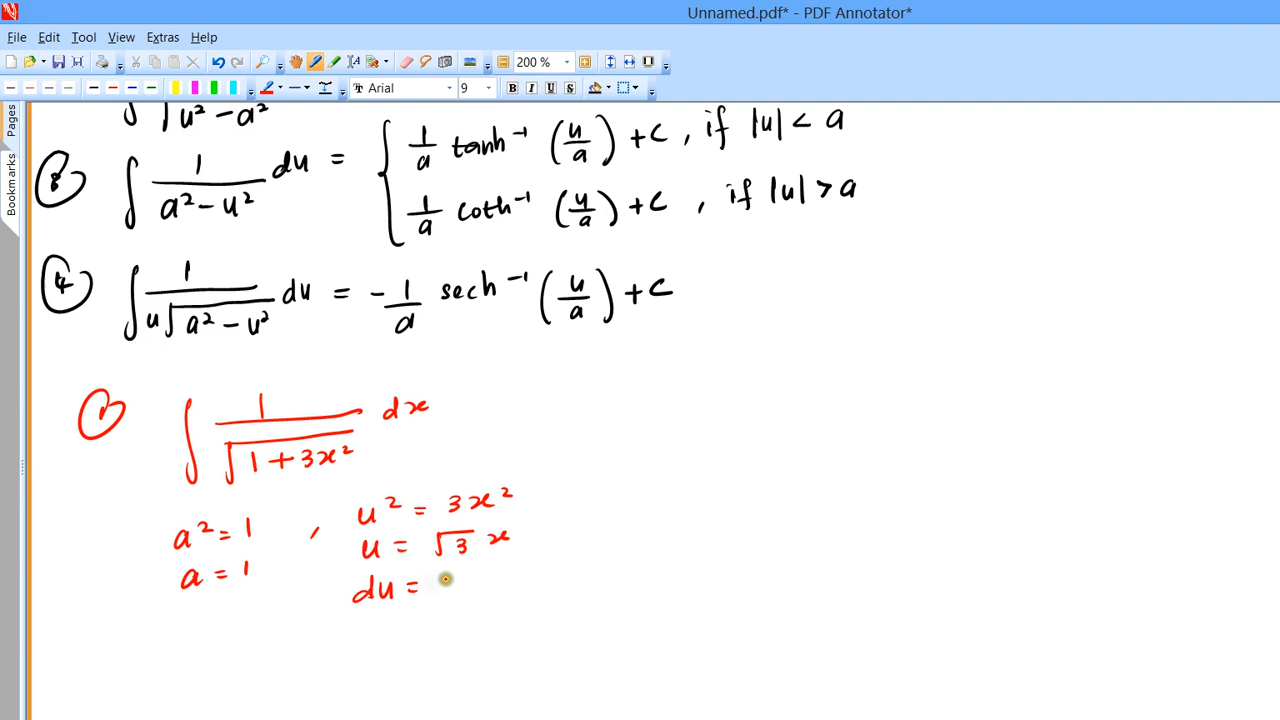 Unnamed.pdf* - PDF Annotator*
File Edit Tool View Extras Help
200 %
Arial 9 B I U
Pages
Bookmarks
∫ √u² - a²
③ ∫ 1/(a² - u²) du = { 1/a tanh⁻¹ (u/a) + c, if |u| < a
1/a coth⁻¹ (u/a) + c, if |u| > a
④ ∫ 1/(u√(a² - u²)) du = -1/a sech⁻¹ (u/a) + c
① ∫ 1/√(1 + 3x²) dx
a² = 1 , u² = 3x²
a = 1 u = √3 x
du =